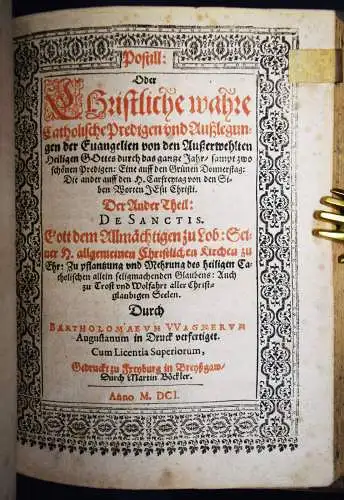 Postill:
Oder
Christliche wahre
Catholische Predigen vnd Außlegun-
gen der Euangelien von den Außerwehlten
Heiligen GOttes durch das gantze Jahr, sampt zwo
schönen Predigen: Eine auff den Grünen Donnerstag:
Die ander auff den H. Carfreytag von den Si-
ben Worten JEsu Christi.
Der Ander Theil:
DE SANCTIS.
Gott dem Allmächtigen zu Lob: Sei-
ner H. allgemeinen Christlichen Kirchen zu
Ehr: Zu pflantzung vnd Mehrung des heiligen Ca-
tholischen allein seligmachenden Glaubens: Auch
zu Trost vnd Wolfahrt aller Christ-
glaubigen Seelen.
Durch
BARTHOLOMAEVM VVAGNERVM
Augustanum in Druck verfertiget.
Cum Licentia Superiorum,
Gedruckt zu Freyburg in Breyßgaw,
Durch Martin Böckler.
Anno M. DCI.